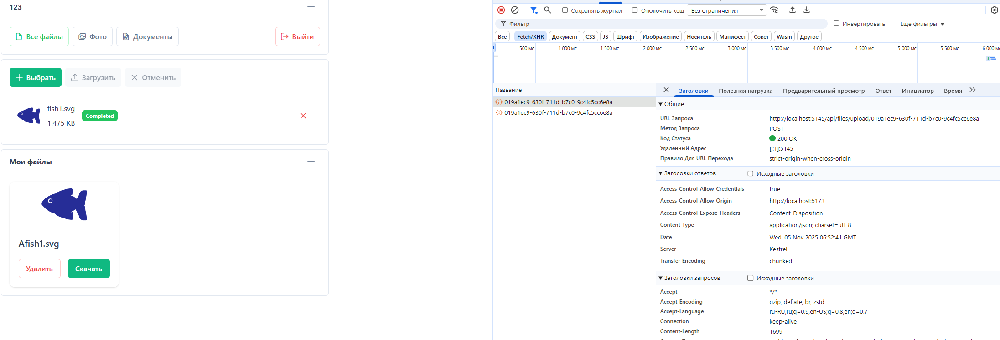 123
Все файлы
Фото
Документы
Выйти
Выбрать
Загрузить
Отменить
fish1.svg
1.475 KB
Completed
Мои файлы
Afish1.svg
Удалить
Скачать
Сохранять журнал
Отключить кеш
Без ограничения
Фильтр
Инвертировать
Ещё фильтры
Все
Fetch/XHR
Документ
CSS
JS
Шрифт
Изображение
Носитель
Манифест
Сокет
Wasm
Другое
500 мс
1 000 мс
1 500 мс
2 000 мс
2 500 мс
3 000 мс
3 500 мс
4 000 мс
4 500 мс
5 000 мс
5 500 мс
6 000
Название
019a1ec9-630f-711d-b7c0-9c4fc5cc6e8a
019a1ec9-630f-711d-b7c0-9c4fc5cc6e8a
Заголовки
Полезная нагрузка
Предварительный просмотр
Ответ
Инициатор
Время
Общие
URL Запроса http://localhost:5145/api/files/upload/019a1ec9-630f-711d-b7c0-9c4fc5cc6e8a
Метод Запроса POST
Код Статуса 200 OK
Удаленный Адрес [::1]:5145
Правило Для URL Перехода strict-origin-when-cross-origin
Заголовки ответов Исходные заголовки
Access-Control-Allow-Credentials true
Access-Control-Allow-Origin http://localhost:5173
Access-Control-Expose-Headers Content-Disposition
Content-Type application/json; charset=utf-8
Date Wed, 05 Nov 2025 06:52:41 GMT
Server Kestrel
Transfer-Encoding chunked
Заголовки запросов Исходные заголовки
Accept */*
Accept-Encoding gzip, deflate, br, zstd
Accept-Language ru-RU,ru;q=0.9,en-US;q=0.8,en;q=0.7
Connection keep-alive
Content-Length 1699